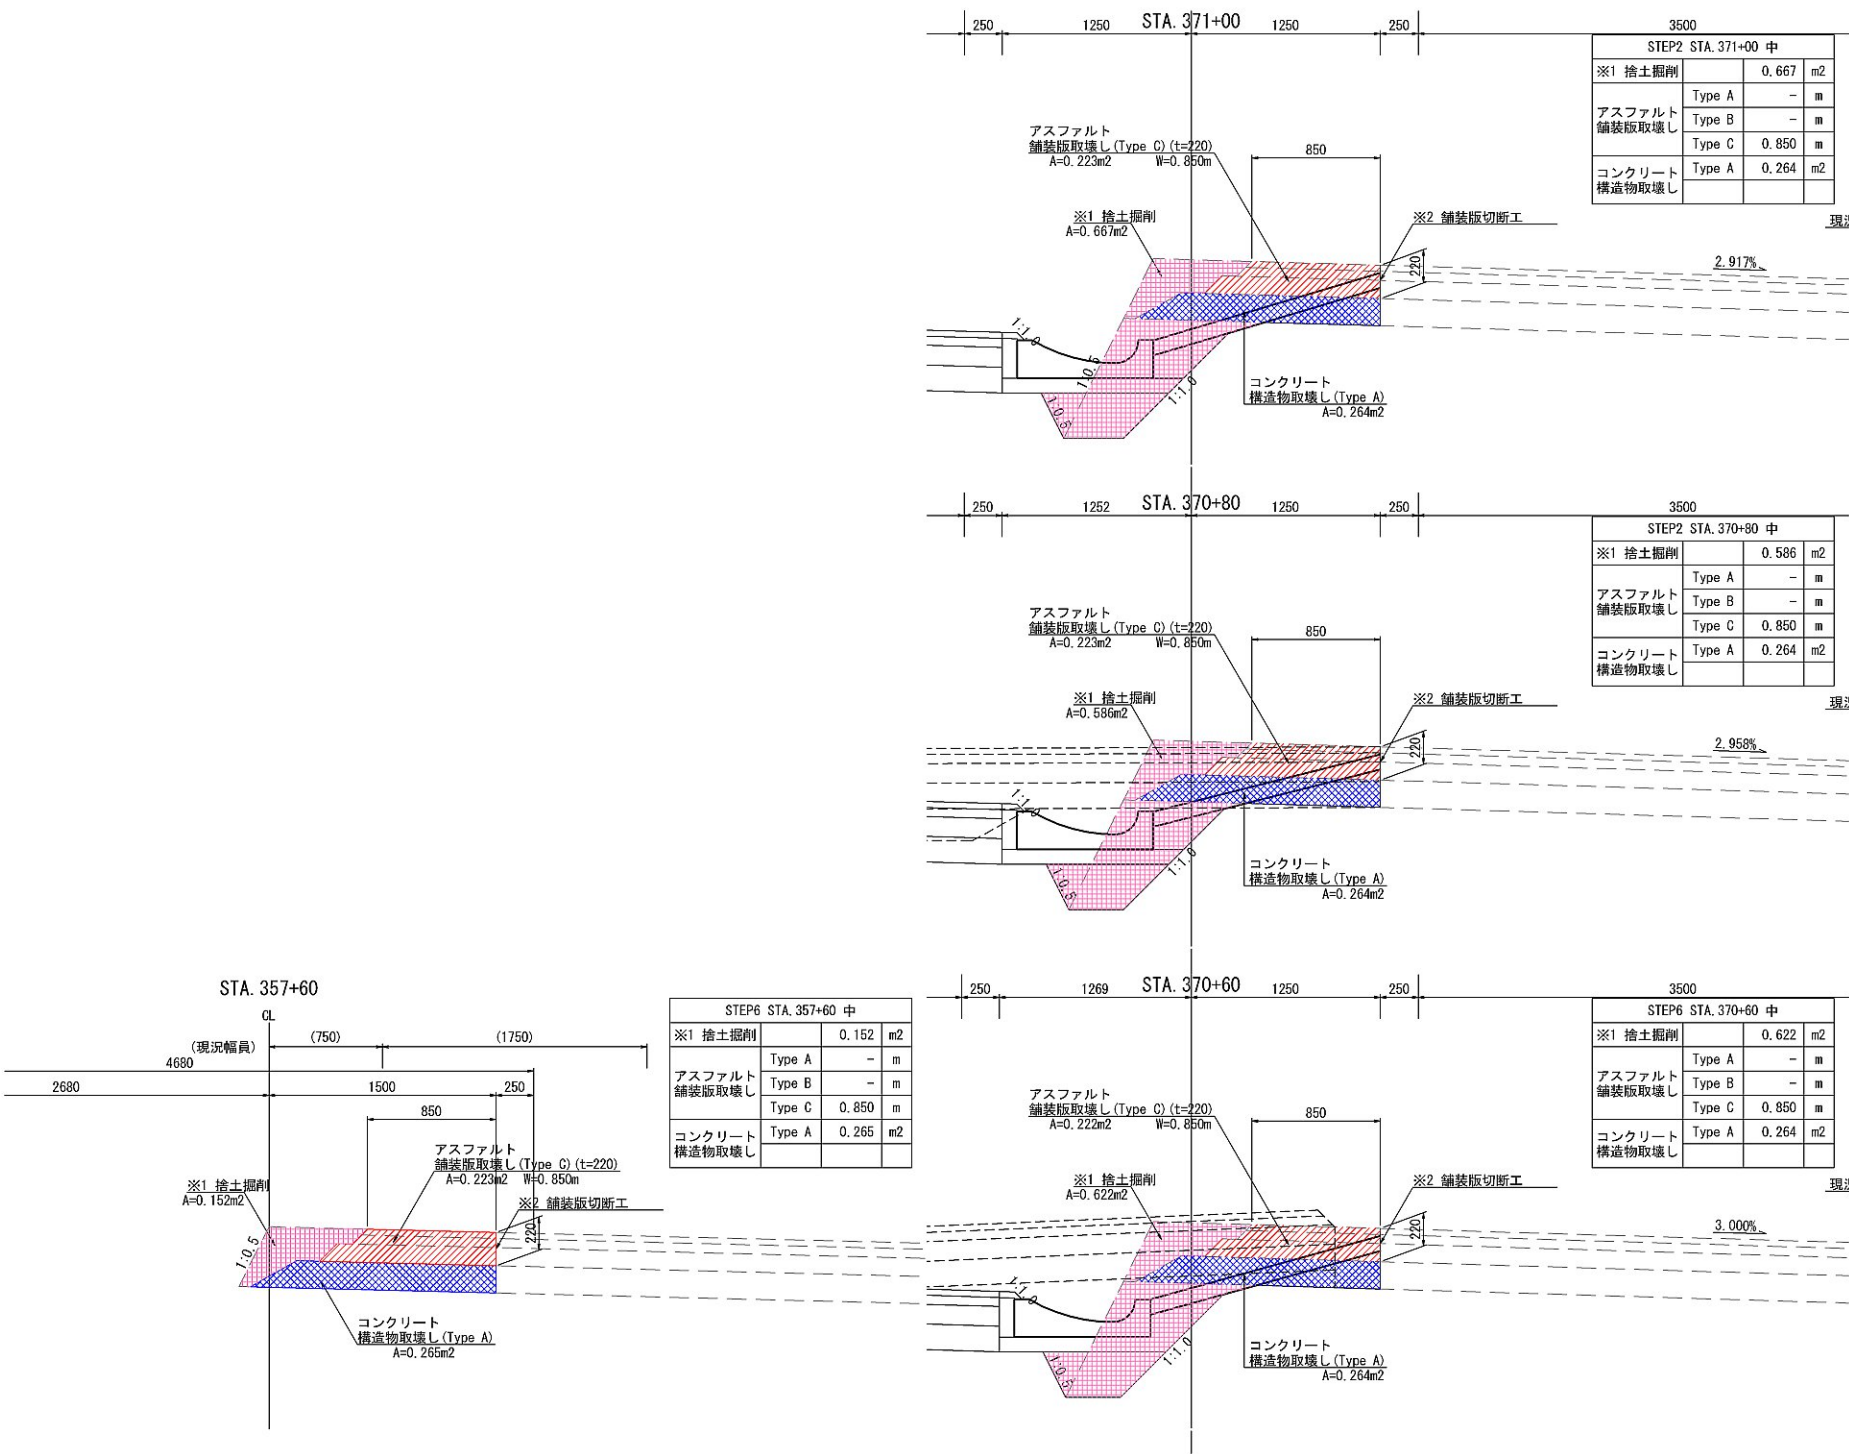 STA. 371+00
250 1250 1250 250 3500
STEP2 STA. 371+00 中
※1 捨土掘削 0.667 m2
アスファルト
舗装版取壊し
Type A － m
Type B － m
Type C 0.850 m
コンクリート
構造物取壊し
Type A 0.264 m2
アスファルト
舗装版取壊し(Type C)(t=220)
A=0.223m2 W=0.850m
850
※1 捨土掘削
A=0.667m2
※2 舗装版切断工
220
2.917%
1:1.0
1:0.5
1:0.5
1:1.0
コンクリート
構造物取壊し(Type A)
A=0.264m2
STA. 370+80
250 1252 1250 250 3500
STEP2 STA. 370+80 中
※1 捨土掘削 0.586 m2
アスファルト
舗装版取壊し
Type A － m
Type B － m
Type C 0.850 m
コンクリート
構造物取壊し
Type A 0.264 m2
アスファルト
舗装版取壊し(Type C)(t=220)
A=0.223m2 W=0.850m
850
※1 捨土掘削
A=0.586m2
※2 舗装版切断工
220
2.958%
1:0.5
1:1.0
コンクリート
構造物取壊し(Type A)
A=0.264m2
STA. 357+60
CL
(現況幅員) (750) (1750)
4680
2680 1500 250
850
STEP6 STA. 357+60 中
※1 捨土掘削 0.152 m2
アスファルト
舗装版取壊し
Type A － m
Type B － m
Type C 0.850 m
コンクリート
構造物取壊し
Type A 0.265 m2
アスファルト
舗装版取壊し(Type C)(t=220)
A=0.223m2 W=0.850m
※1 捨土掘削
A=0.152m2
※2 舗装版切断工
220
1:0.5
コンクリート
構造物取壊し(Type A)
A=0.265m2
STA. 370+60
250 1269 1250 250 3500
STEP6 STA. 370+60 中
※1 捨土掘削 0.622 m2
アスファルト
舗装版取壊し
Type A － m
Type B － m
Type C 0.850 m
コンクリート
構造物取壊し
Type A 0.264 m2
アスファルト
舗装版取壊し(Type C)(t=220)
A=0.222m2 W=0.850m
850
※1 捨土掘削
A=0.622m2
※2 舗装版切断工
220
3.000%
1:1.0
1:0.5
1:1.0
コンクリート
構造物取壊し(Type A)
A=0.264m2